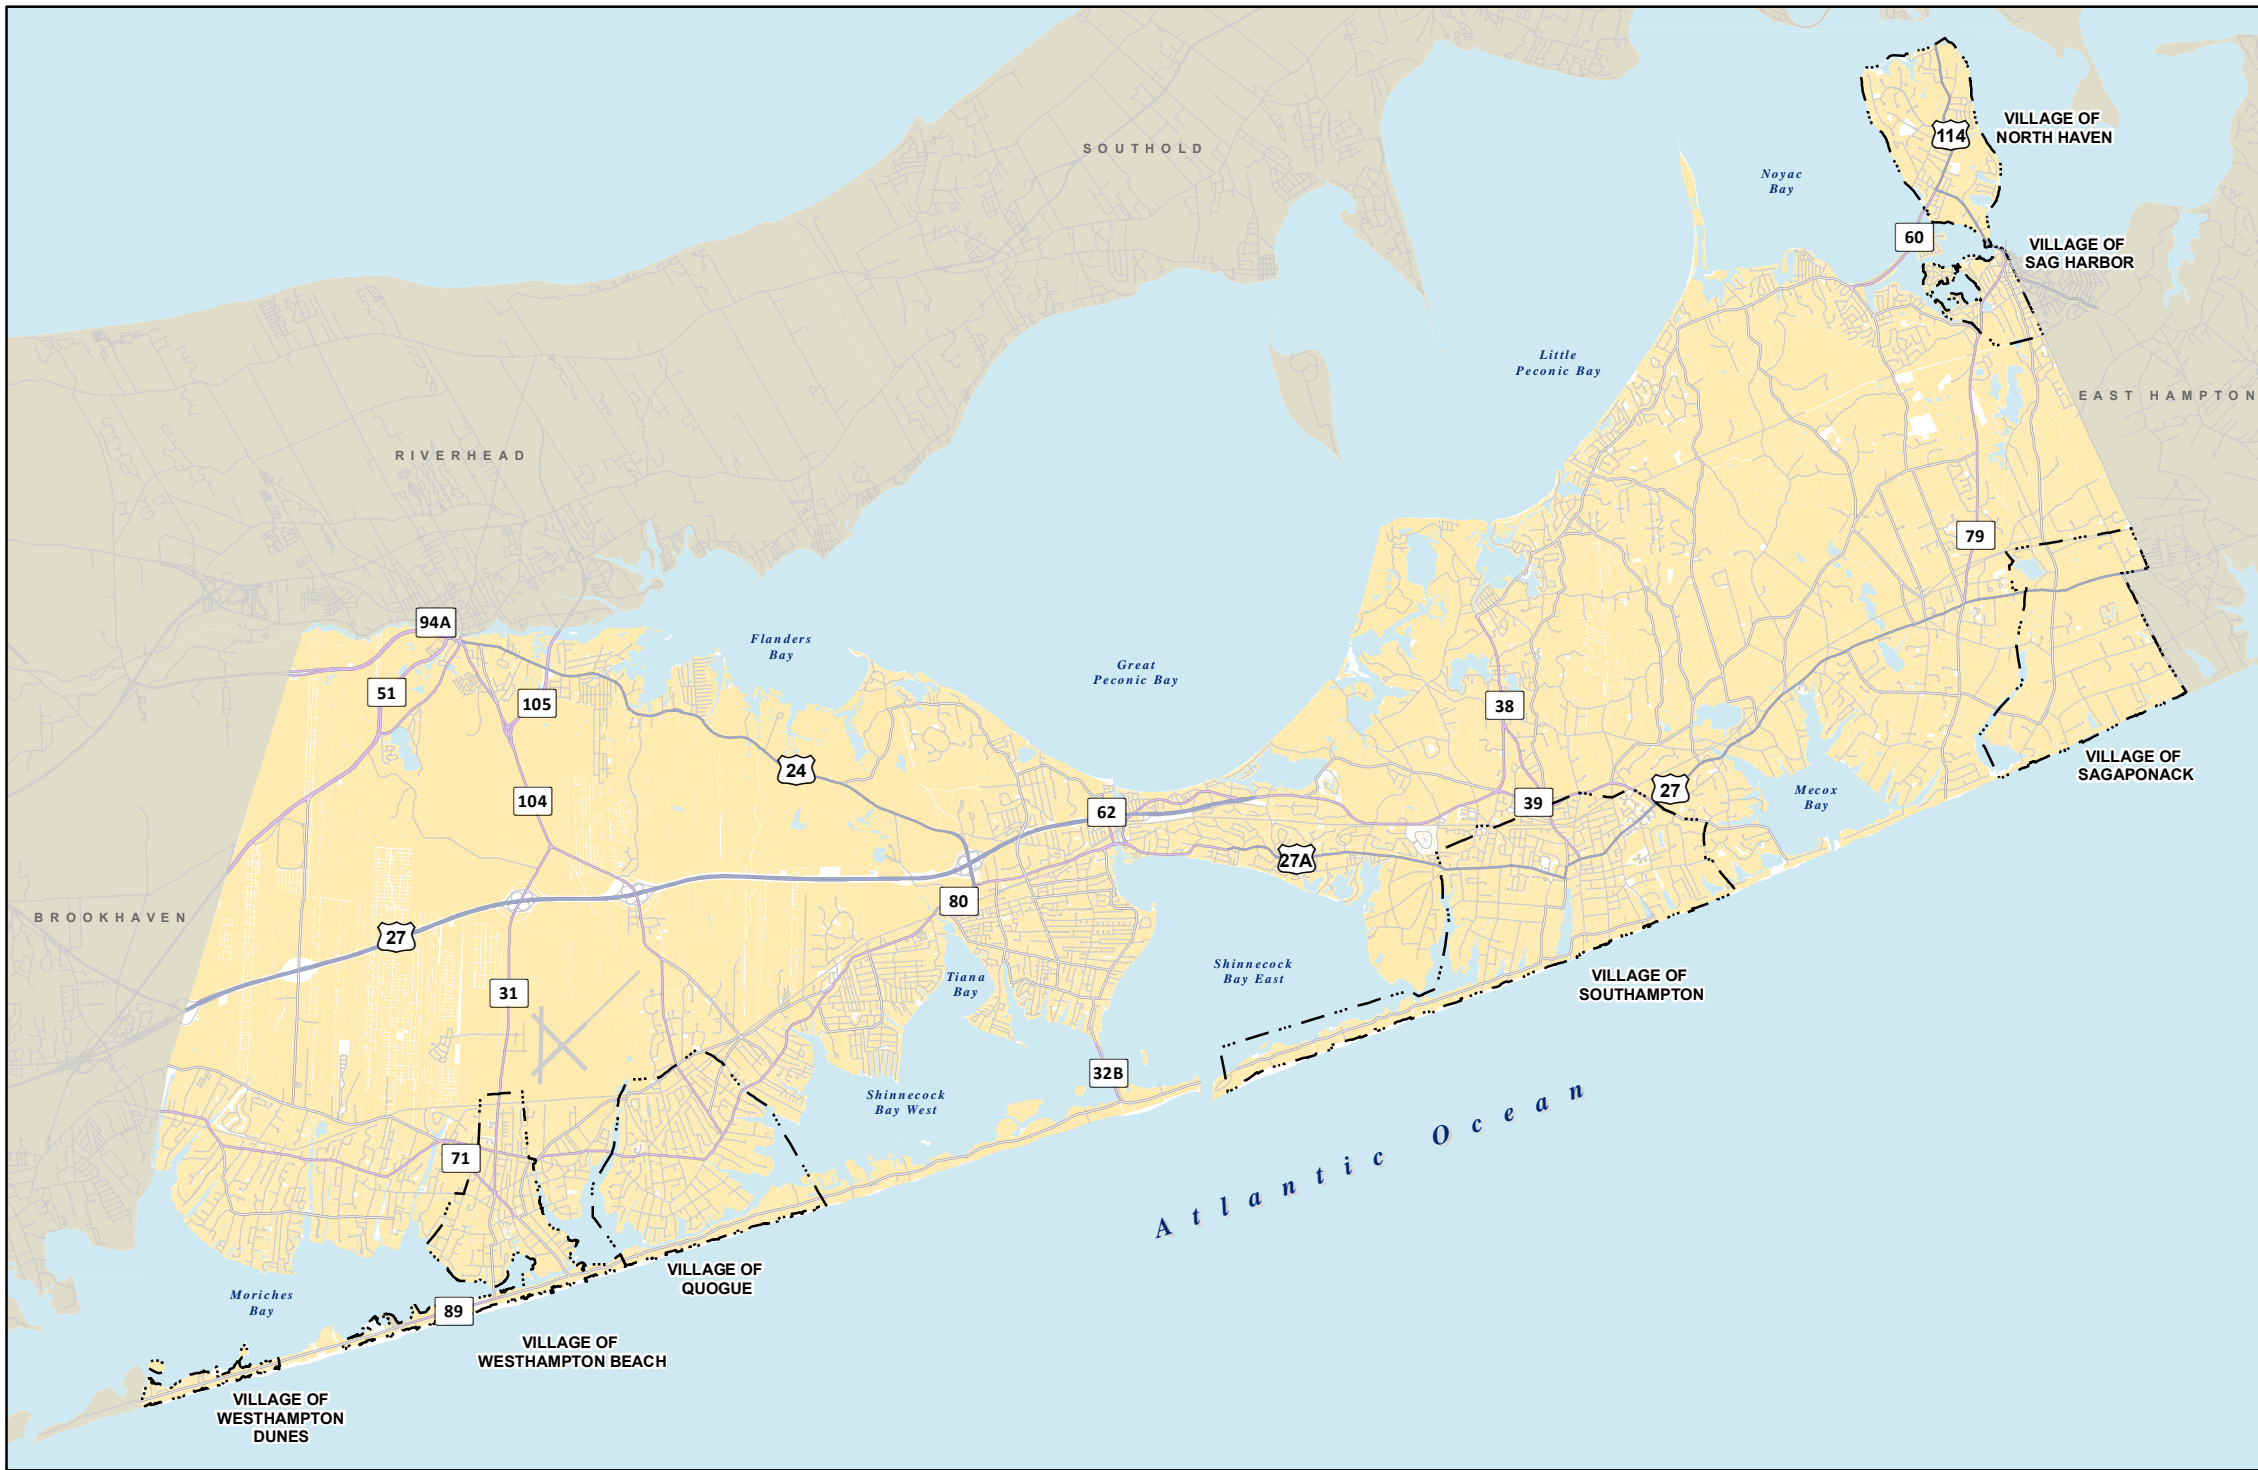 VILLAGE OF
NORTH HAVEN
114
SOUTHOLD
Noyac
Bay
60
VILLAGE OF
SAG HARBOR
Little
Peconic Bay
EAST HAMPTON
RIVERHEAD
79
94A
Flanders
Bay
Great
Peconic Bay
51
105
38
24
VILLAGE OF
SAGAPONACK
104
62
39
27
Mecox
Bay
27A
80
BROOKHAVEN
27
Shinnecock
Bay East
Tiana
Bay
VILLAGE OF
SOUTHAMPTON
31
32B
Shinnecock
Bay West
Atlantic Ocean
71
VILLAGE OF
QUOGUE
Moriches
Bay
89
VILLAGE OF
WESTHAMPTON BEACH
VILLAGE OF
WESTHAMPTON
DUNES